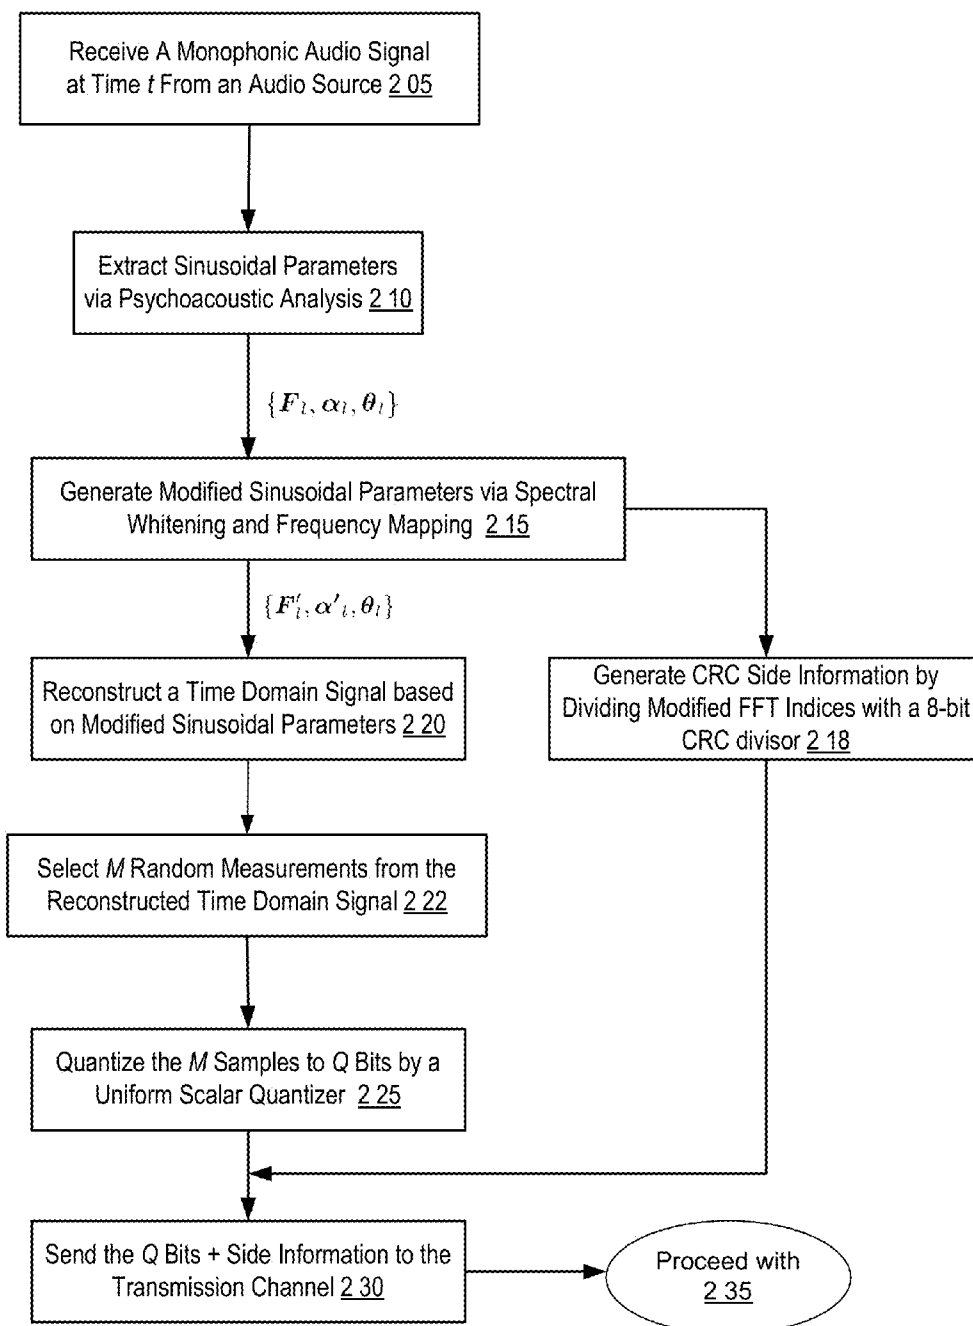 Receive A Monophonic Audio Signal
at Time t From an Audio Source 2 05
Extract Sinusoidal Parameters
via Psychoacoustic Analysis 2 10
{F_l, α_l, θ_l}
Generate Modified Sinusoidal Parameters via Spectral
Whitening and Frequency Mapping 2 15
{F′_l, α′_l, θ_l}
Reconstruct a Time Domain Signal based
on Modified Sinusoidal Parameters 2 20
Generate CRC Side Information by
Dividing Modified FFT Indices with a 8-bit
CRC divisor 2 18
Select M Random Measurements from the
Reconstructed Time Domain Signal 2 22
Quantize the M Samples to Q Bits by a
Uniform Scalar Quantizer 2 25
Send the Q Bits + Side Information to the
Transmission Channel 2 30
Proceed with
2 35